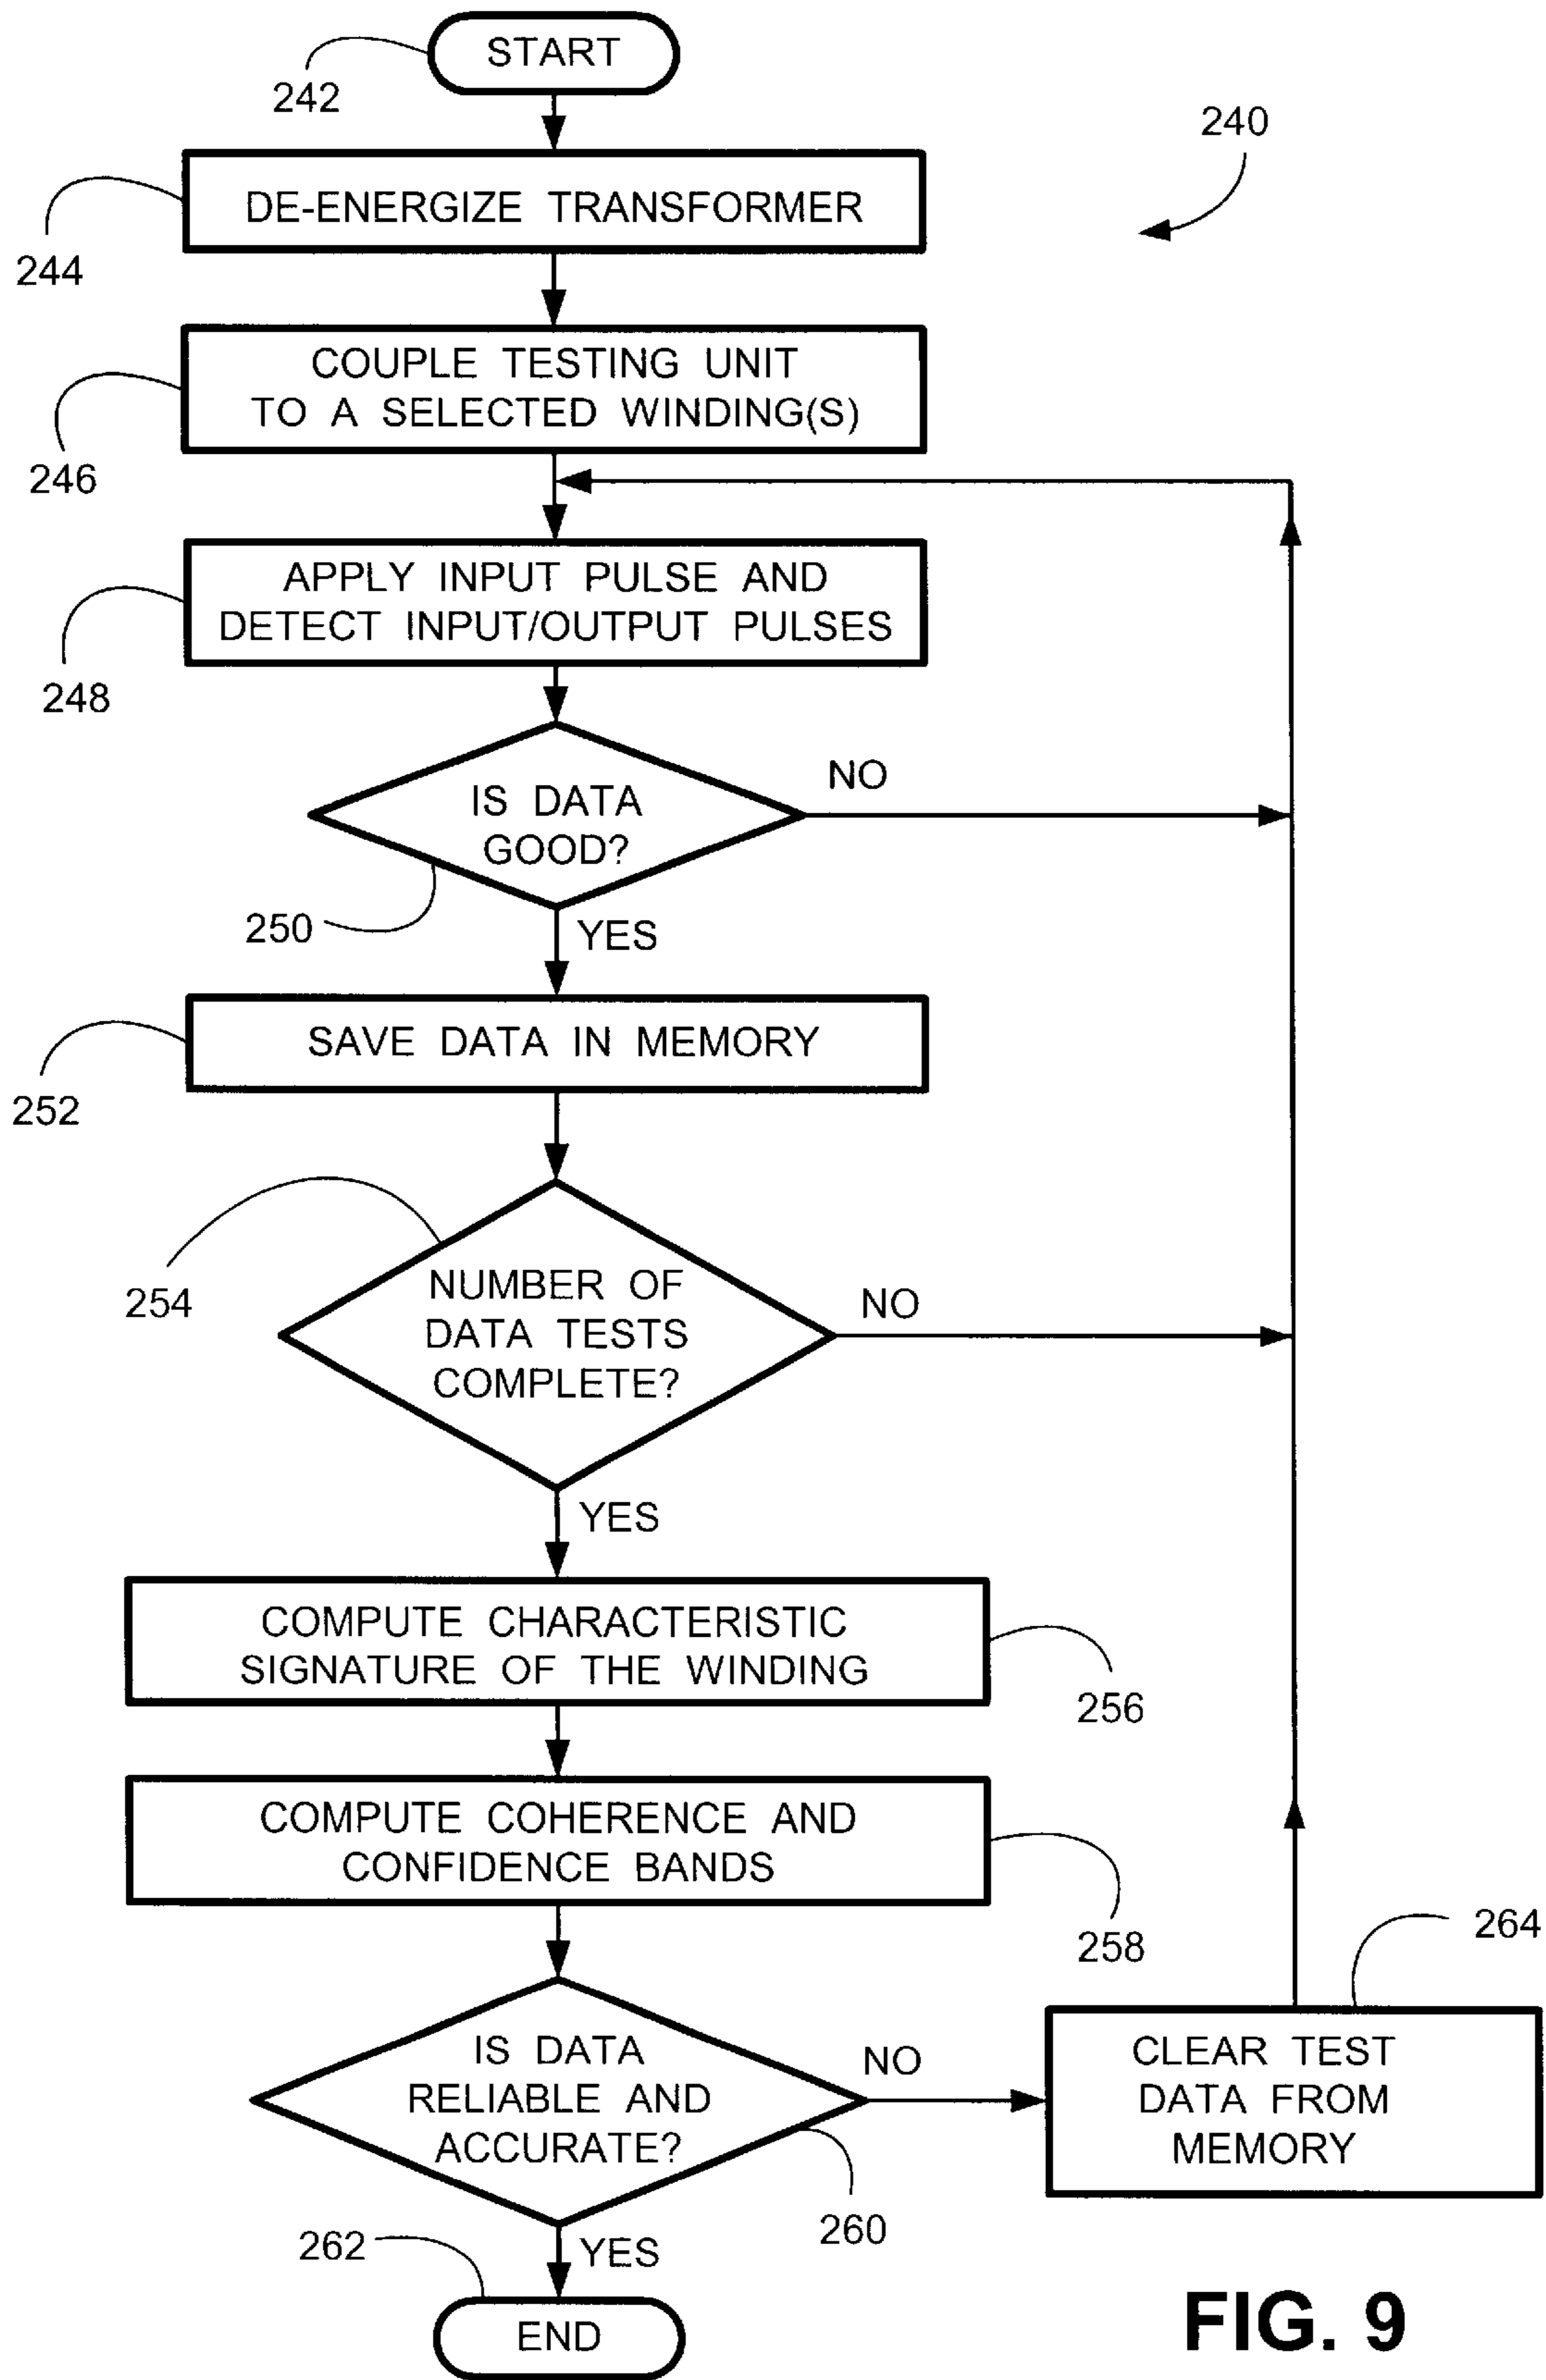 START
242
240
DE-ENERGIZE TRANSFORMER
244
COUPLE TESTING UNIT
TO A SELECTED WINDING(S)
246
APPLY INPUT PULSE AND
DETECT INPUT/OUTPUT PULSES
248
NO
IS DATA
GOOD?
250
YES
SAVE DATA IN MEMORY
252
254
NUMBER OF
DATA TESTS
COMPLETE?
NO
YES
COMPUTE CHARACTERISTIC
SIGNATURE OF THE WINDING
256
COMPUTE COHERENCE AND
CONFIDENCE BANDS
258
264
IS DATA
RELIABLE AND
ACCURATE?
NO
CLEAR TEST
DATA FROM
MEMORY
260
262
YES
END
FIG. 9